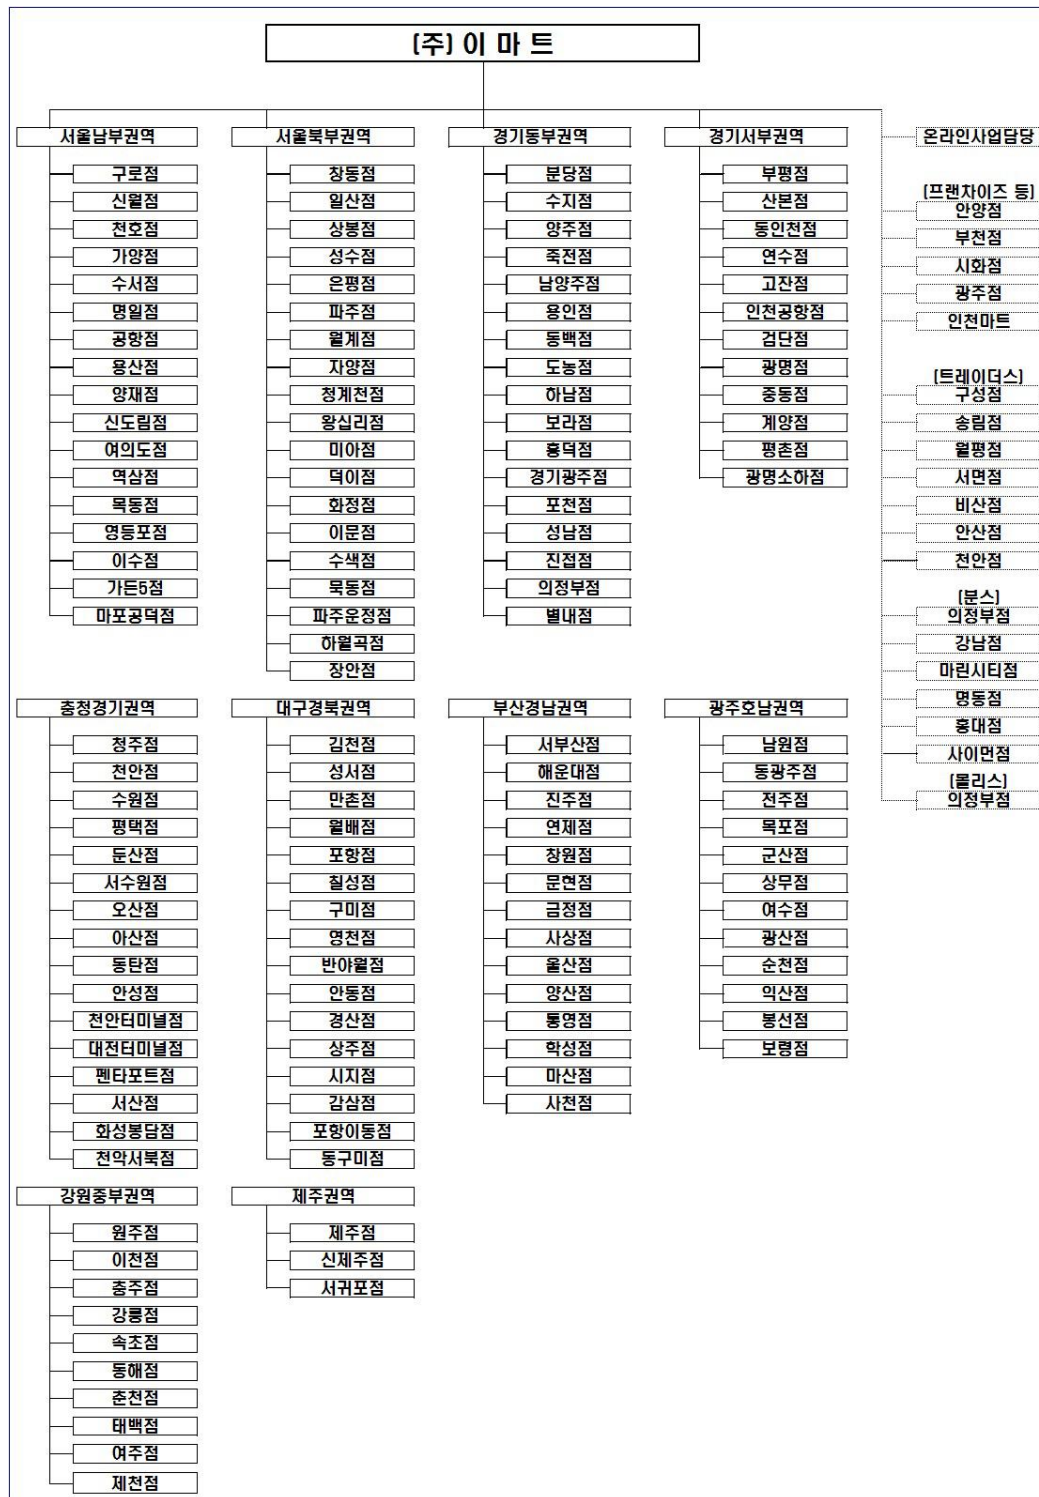 (주) 이 마 트
서울남부권역
구로점
신월점
천호점
가양점
수서점
명일점
공항점
용산점
양재점
신도림점
여의도점
역삼점
목동점
영등포점
이수점
가든5점
마포공덕점
서울북부권역
창동점
일산점
상봉점
성수점
은평점
파주점
월계점
자양점
청계천점
왕십리점
미아점
덕이점
화정점
이문점
수색점
묵동점
파주운정점
하월곡점
장안점
경기동부권역
분당점
수지점
양주점
죽전점
남양주점
용인점
동백점
도농점
하남점
보라점
흥덕점
경기광주점
포천점
성남점
진접점
의정부점
별내점
경기서부권역
부평점
산본점
동인천점
연수점
고잔점
인천공항점
검단점
광명점
중동점
계양점
평촌점
광명소하점
온라인사업담당
(프랜차이즈 등)
안양점
부천점
시화점
광주점
인천마트
(트레이더스)
구성점
송림점
월평점
서면점
비산점
안산점
천안점
(분스)
의정부점
강남점
마린시티점
명동점
홍대점
사이먼점
(몰리스)
의정부점
충청경기권역
청주점
천안점
수원점
평택점
둔산점
서수원점
오산점
아산점
동탄점
안성점
천안터미널점
대전터미널점
펜타포트점
서산점
화성봉담점
천악서북점
대구경북권역
김천점
성서점
만촌점
월배점
포항점
칠성점
구미점
영천점
반야월점
안동점
경산점
상주점
시지점
감삼점
포항이동점
동구미점
부산경남권역
서부산점
해운대점
진주점
연제점
창원점
문현점
금정점
사상점
울산점
양산점
통영점
학성점
마산점
사천점
광주호남권역
남원점
동광주점
전주점
목포점
군산점
상무점
여수점
광산점
순천점
익산점
봉선점
보령점
강원중부권역
원주점
이천점
충주점
강릉점
속초점
동해점
춘천점
태백점
여주점
제천점
제주권역
제주점
신제주점
서귀포점